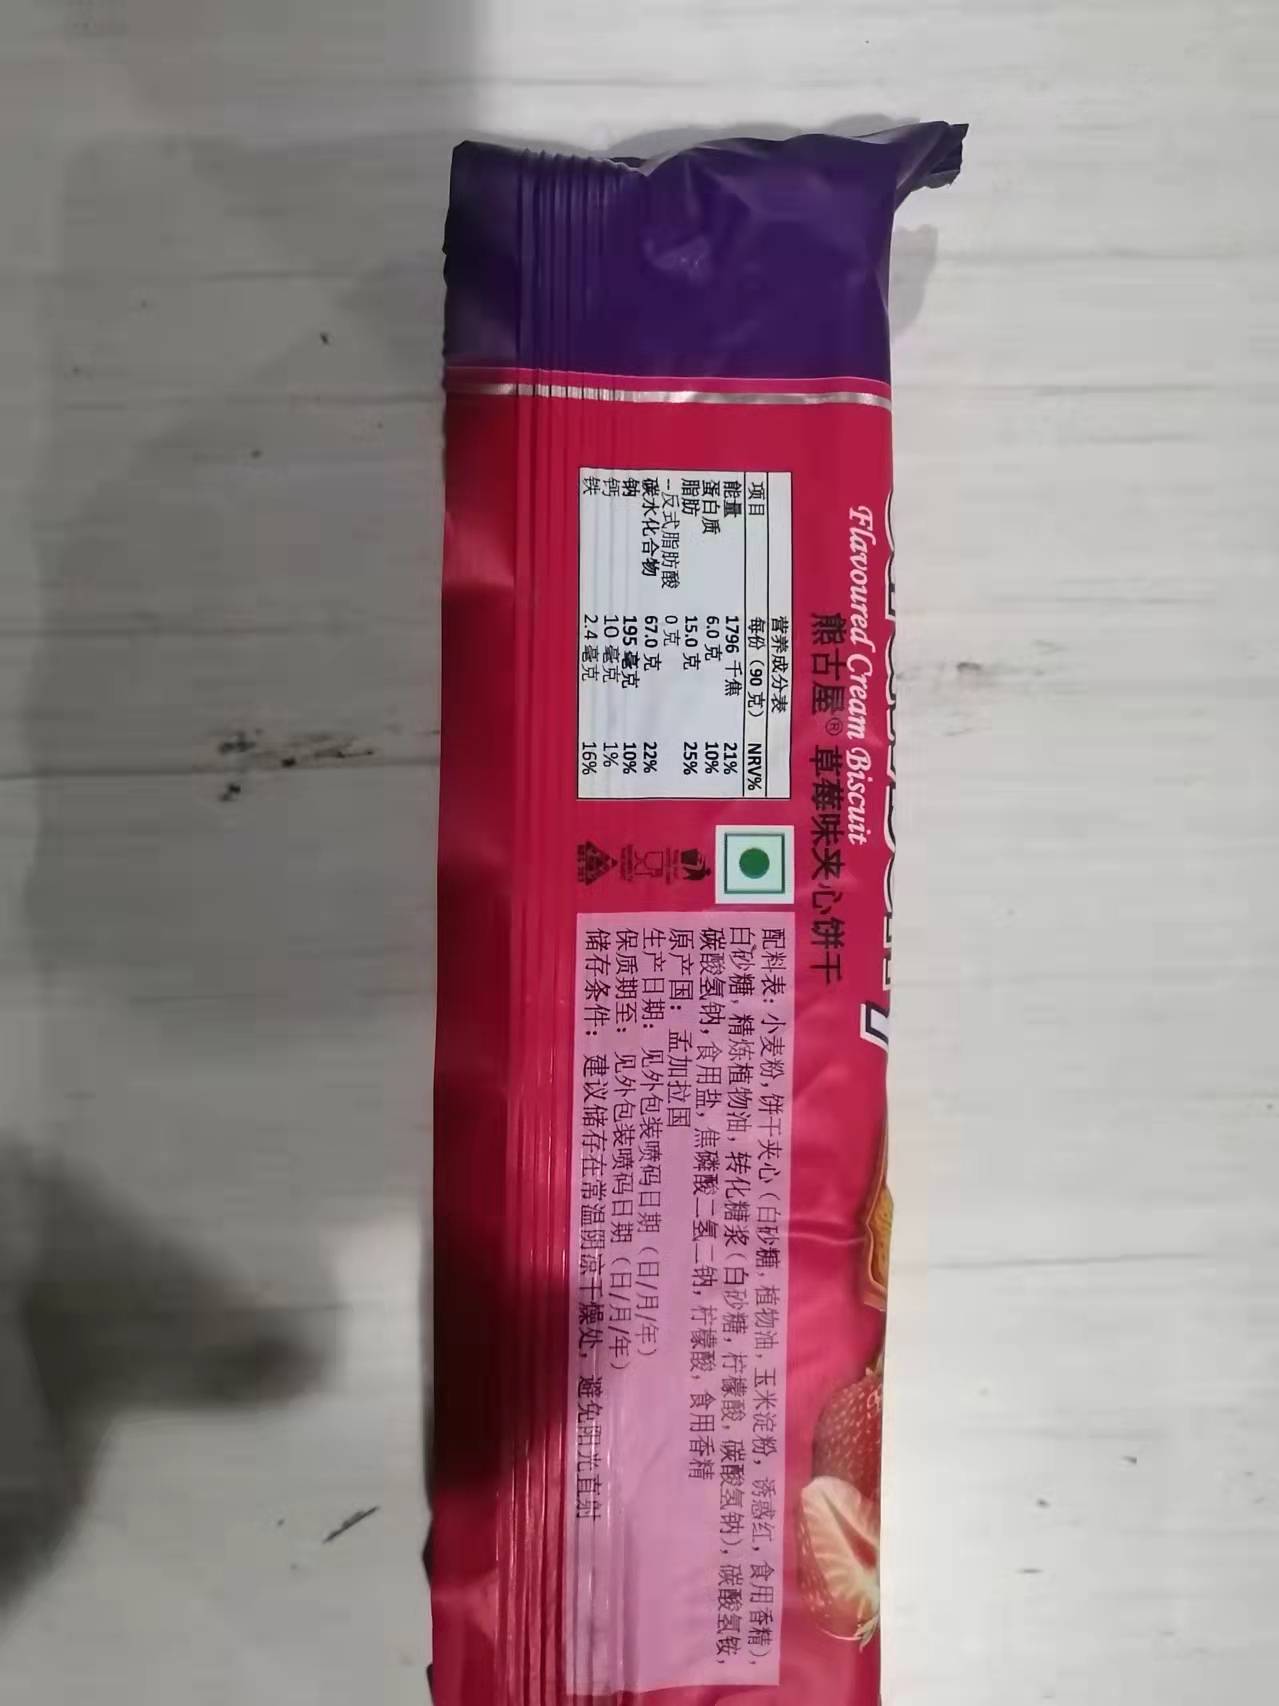 Flavoured Cream Biscuit
熊古屋® 草莓味夹心饼干
营养成分表
项目 每份（90 克） NRV%
能量 1796 千焦 21%
蛋白质 6.0 克 10%
脂肪 15.0 克 25%
-反式脂肪酸 0 克
碳水化合物 67.0 克 22%
钠 195 毫克 10%
钙 10 毫克 1%
铁 2.4 毫克 16%
配料表：小麦粉，饼干夹心（白砂糖，植物油，玉米淀粉，诱惑红，食用香精），
白砂糖，精炼植物油，转化糖浆（白砂糖，柠檬酸，碳酸氢钠），碳酸氢铵，
碳酸氢钠，食用盐，焦磷酸二氢二钠，柠檬酸，食用香精
原产国：孟加拉国
生产日期：见外包装喷码日期（日/月/年）
保质期至：见外包装喷码日期（日/月/年）
储存条件：建议储存在常温阴凉干燥处，避免阳光直射